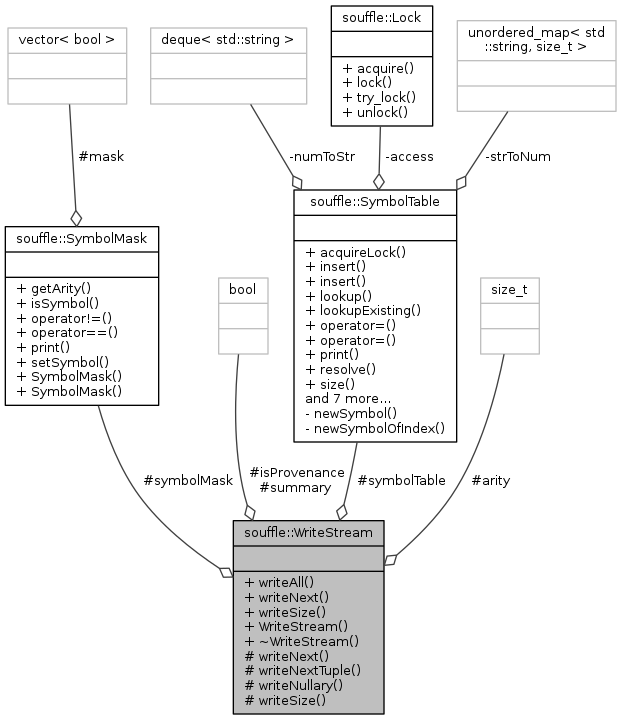 vector< bool >
deque< std::string >
souffle::Lock
+ acquire()
+ lock()
+ try_lock()
+ unlock()
unordered_map< std
::string, size_t >
#mask
-numToStr
-access
-strToNum
souffle::SymbolMask
+ getArity()
+ isSymbol()
+ operator!=()
+ operator==()
+ print()
+ setSymbol()
+ SymbolMask()
+ SymbolMask()
bool
souffle::SymbolTable
+ acquireLock()
+ insert()
+ insert()
+ lookup()
+ lookupExisting()
+ operator=()
+ operator=()
+ print()
+ resolve()
+ size()
and 7 more...
- newSymbol()
- newSymbolOfIndex()
size_t
#symbolMask
#isProvenance
#summary
#symbolTable
#arity
souffle::WriteStream
+ writeAll()
+ writeNext()
+ writeSize()
+ WriteStream()
+ ~WriteStream()
# writeNext()
# writeNextTuple()
# writeNullary()
# writeSize()